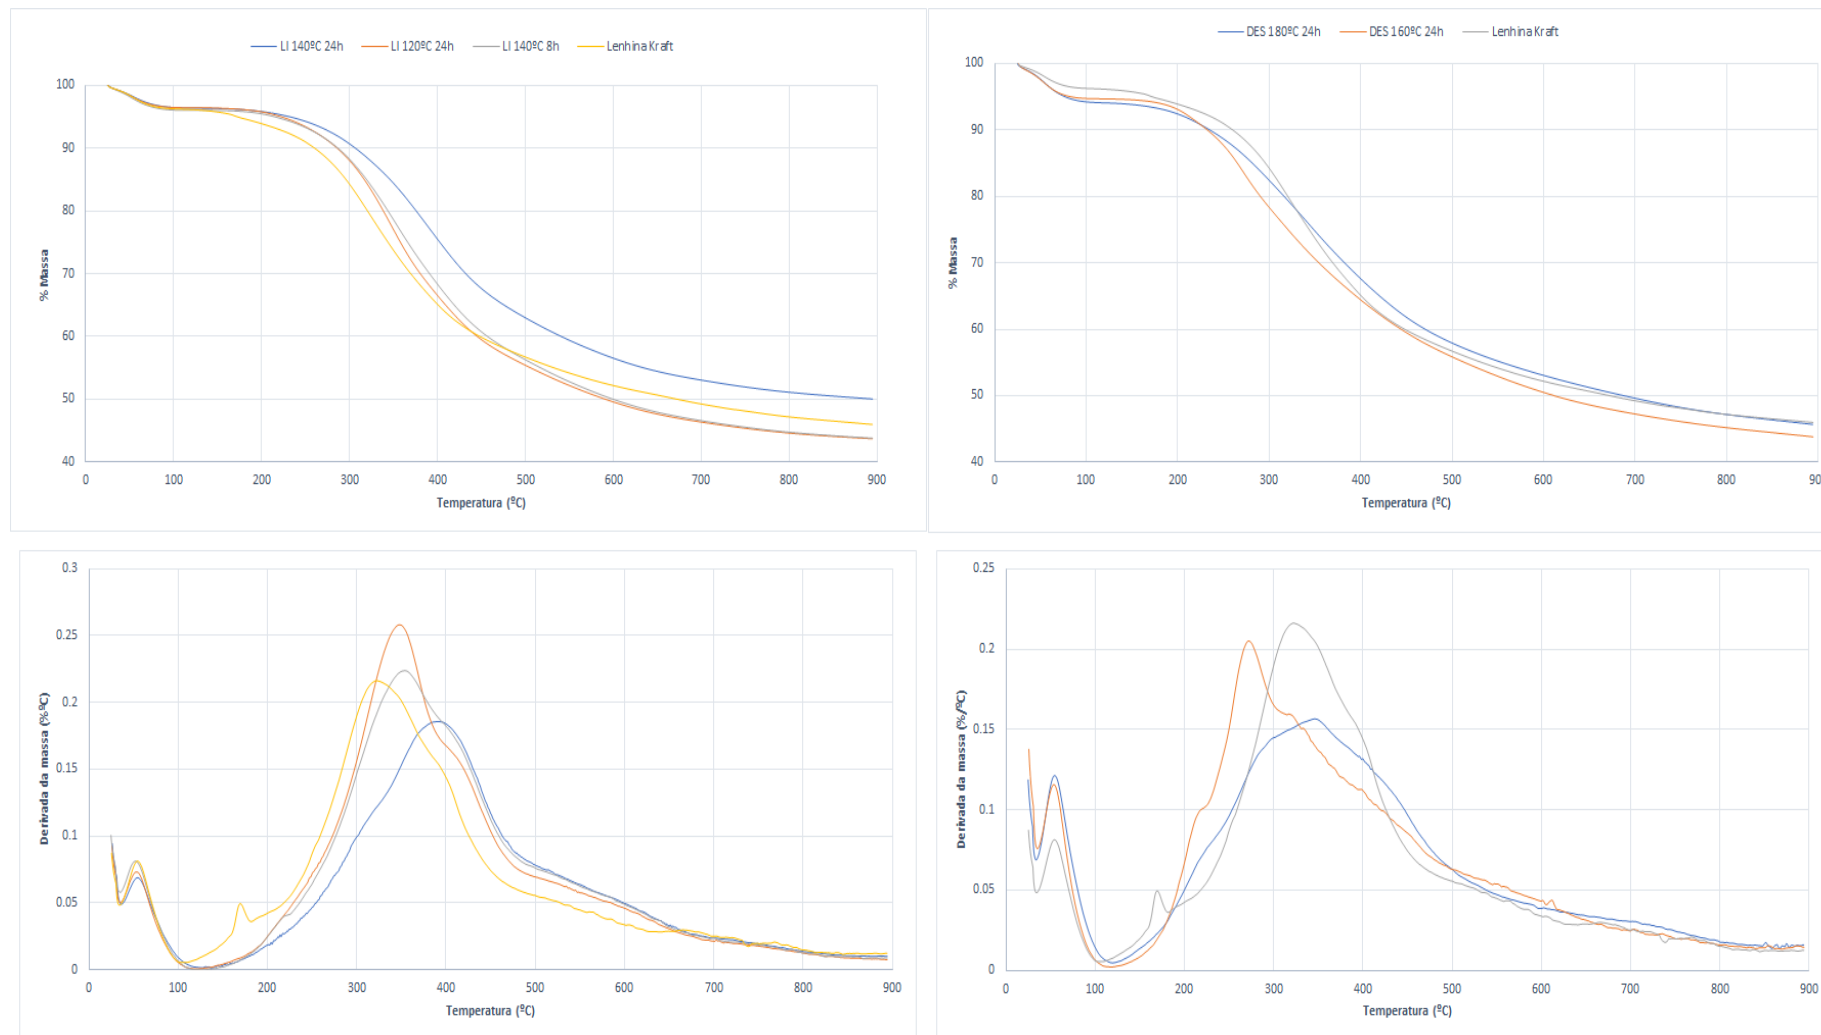 LI 140ºC 24h LI 120ºC 24h LI 140ºC 8h Lenhina Kraft
100
90
80
70
60
50
40
% Massa
0 100 200 300 400 500 600 700 800 900
Temperatura (ºC)
DES 180ºC 24h DES 160ºC 24h Lenhina Kraft
100
90
80
70
60
50
40
% Massa
0 100 200 300 400 500 600 700 800 90
Temperatura (ºC)
0.3
0.25
0.2
0.15
0.1
0.05
0
Derivada da massa (%ºC)
0 100 200 300 400 500 600 700 800 900
Temperatura (ºC)
0.25
0.2
0.15
0.1
0.05
0
Derivada da massa (%/ºC)
0 100 200 300 400 500 600 700 800 900
Temperatura (ºC)